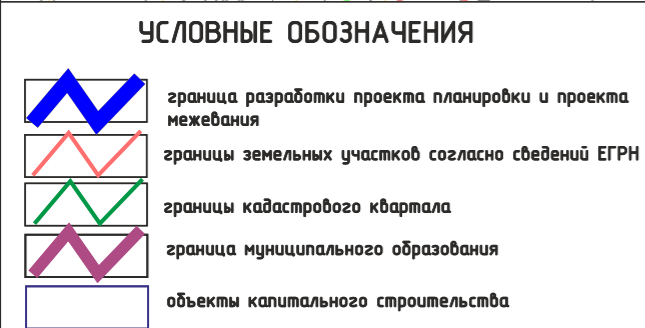 УСЛОВНЫЕ ОБОЗНАЧЕНИЯ
граница разработки проекта планировки и проекта
межевания
границы земельных участков согласно сведений ЕГРН
границы кадастрового квартала
граница муниципального образования
объекты капитального строительства